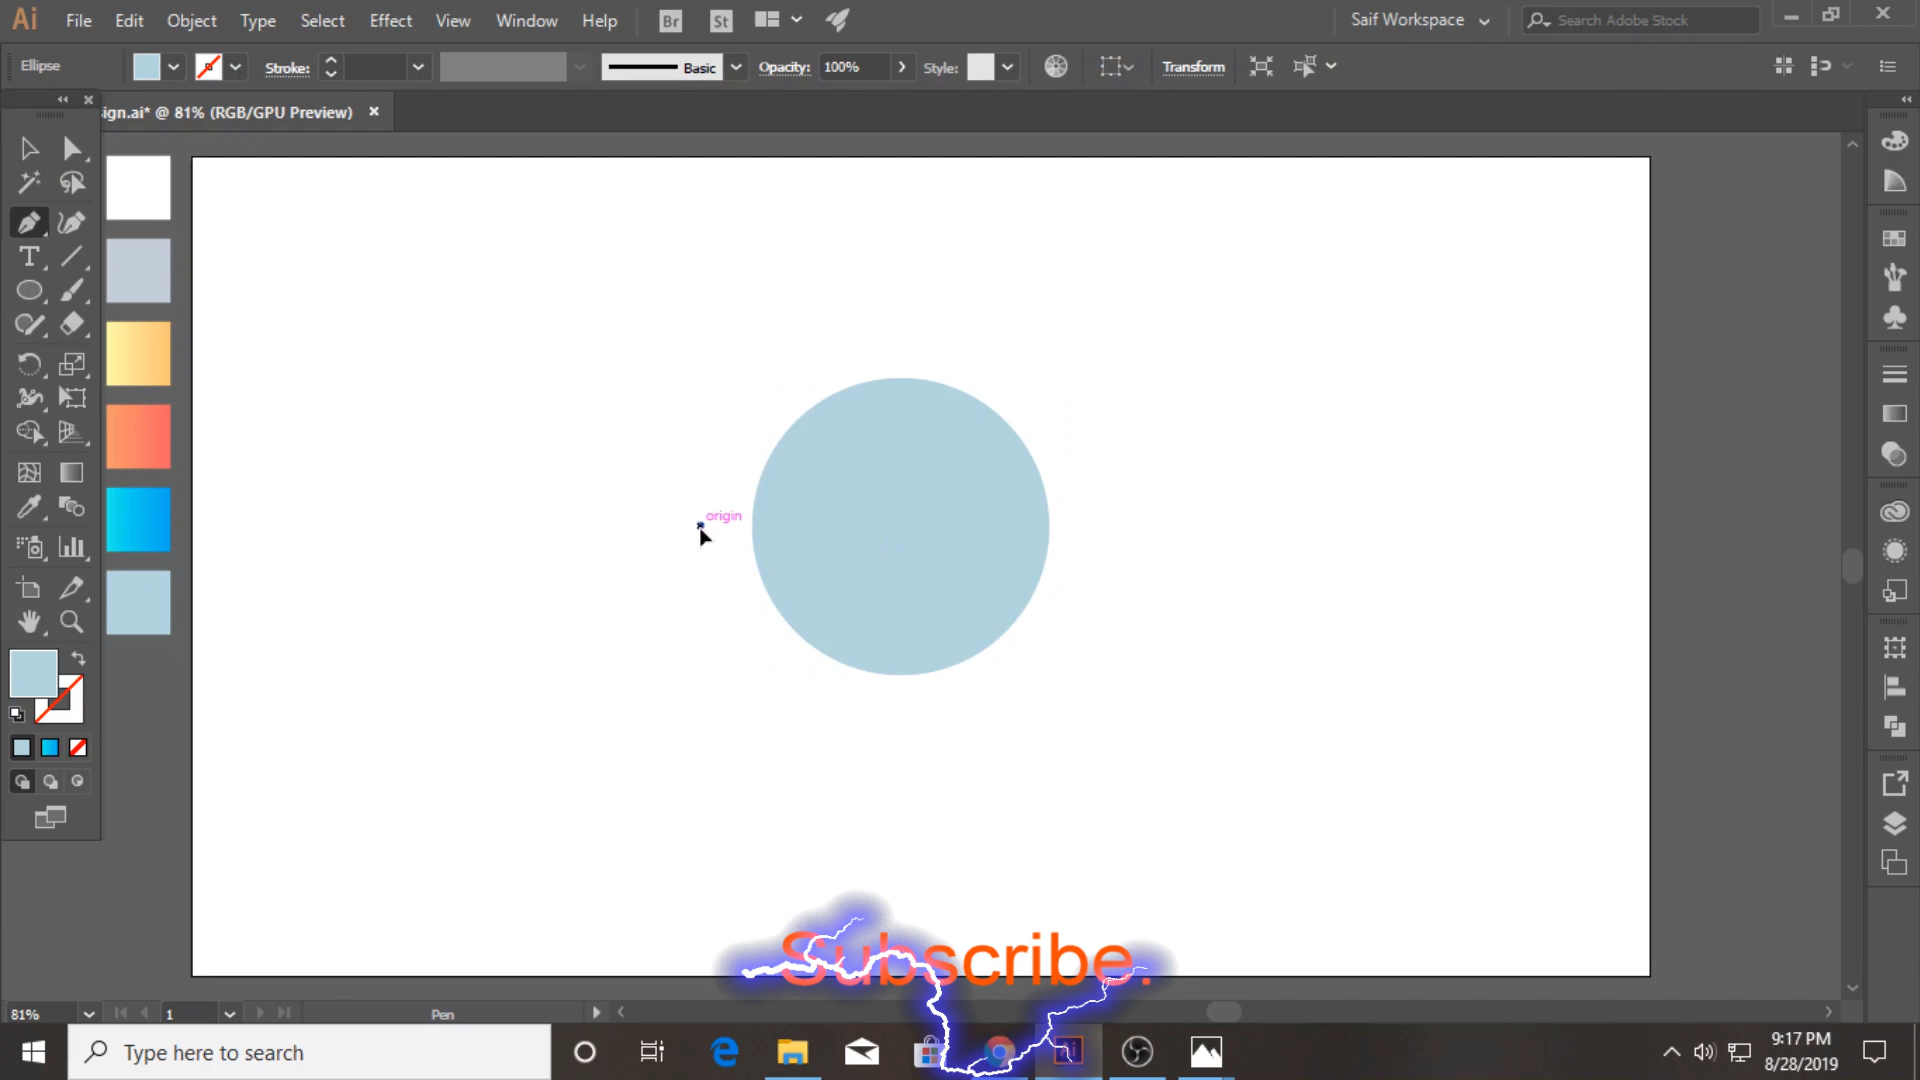 Ai File Edit Object Type Select Effect View Window Help Br St Saif Workspace Search Adobe Stock
Ellipse Stroke: Basic Opacity: 100% Style: Transform
ign.ai* @ 81% (RGB/GPU Preview)
origin
Subscribe.
81% 1 Pen
Type here to search Ai 9:17 PM
8/28/2019